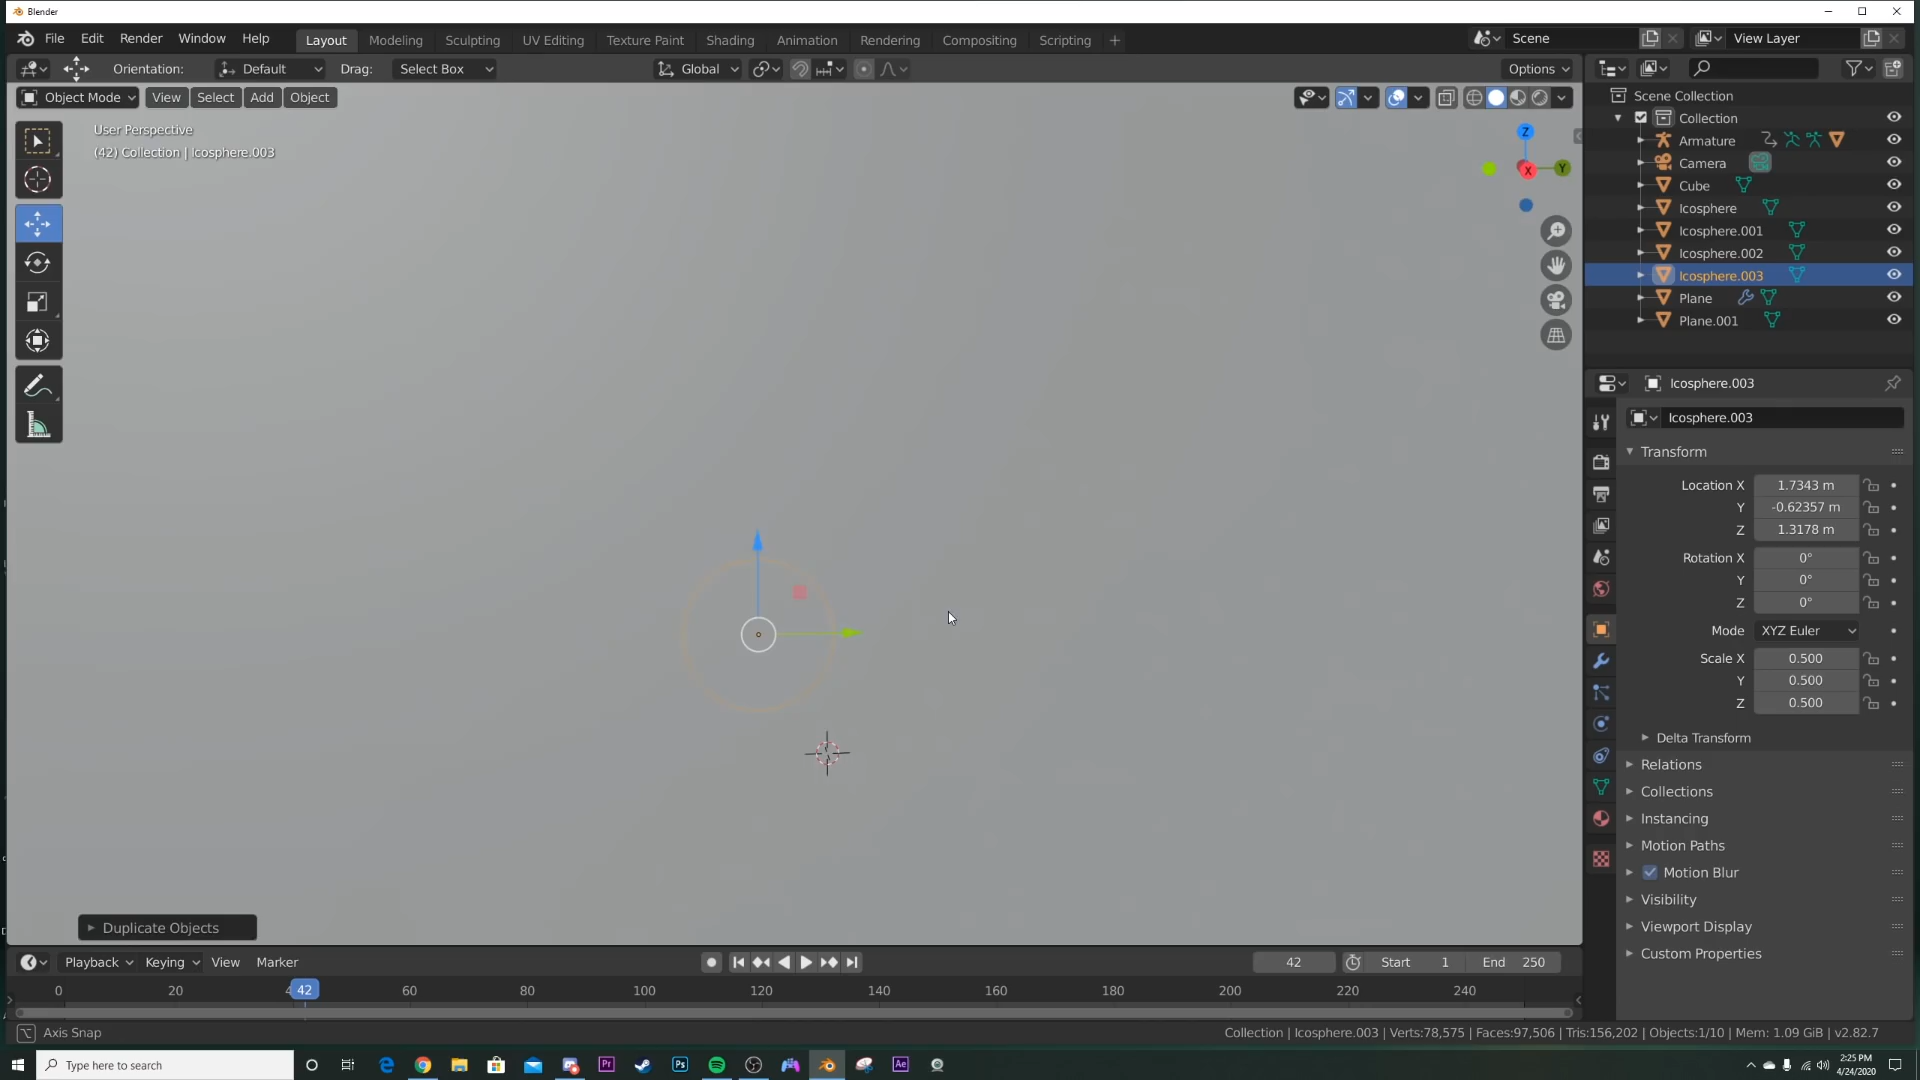 Blender
File Edit Render Window Help Layout Modeling Sculpting UV Editing Texture Paint Shading Animation Rendering Compositing Scripting + Scene View Layer
Orientation: Default Drag: Select Box Global Options
Object Mode View Select Add Object
User Perspective
(42) Collection | Icosphere.003
Z
X
Y
Scene Collection
Collection
Armature
Camera
Cube
Icosphere
Icosphere.001
Icosphere.002
Icosphere.003
Plane
Plane.001
Icosphere.003
Icosphere.003
Transform
Location X 1.7343 m
Y -0.62357 m
Z 1.3178 m
Rotation X 0°
Y 0°
Z 0°
Mode XYZ Euler
Scale X 0.500
Y 0.500
Z 0.500
Delta Transform
Relations
Collections
Instancing
Motion Paths
Motion Blur
Visibility
Viewport Display
Custom Properties
Duplicate Objects
Playback Keying View Marker 42 Start 1 End 250
0 20 42 60 80 100 120 140 160 180 200 220 240
Axis Snap Collection | Icosphere.003 | Verts:78,575 | Faces:97,506 | Tris:156,202 | Objects:1/10 | Mem: 1.09 GiB | v2.82.7
Type here to search Pr Ps Ae 2:25 PM
4/24/2020